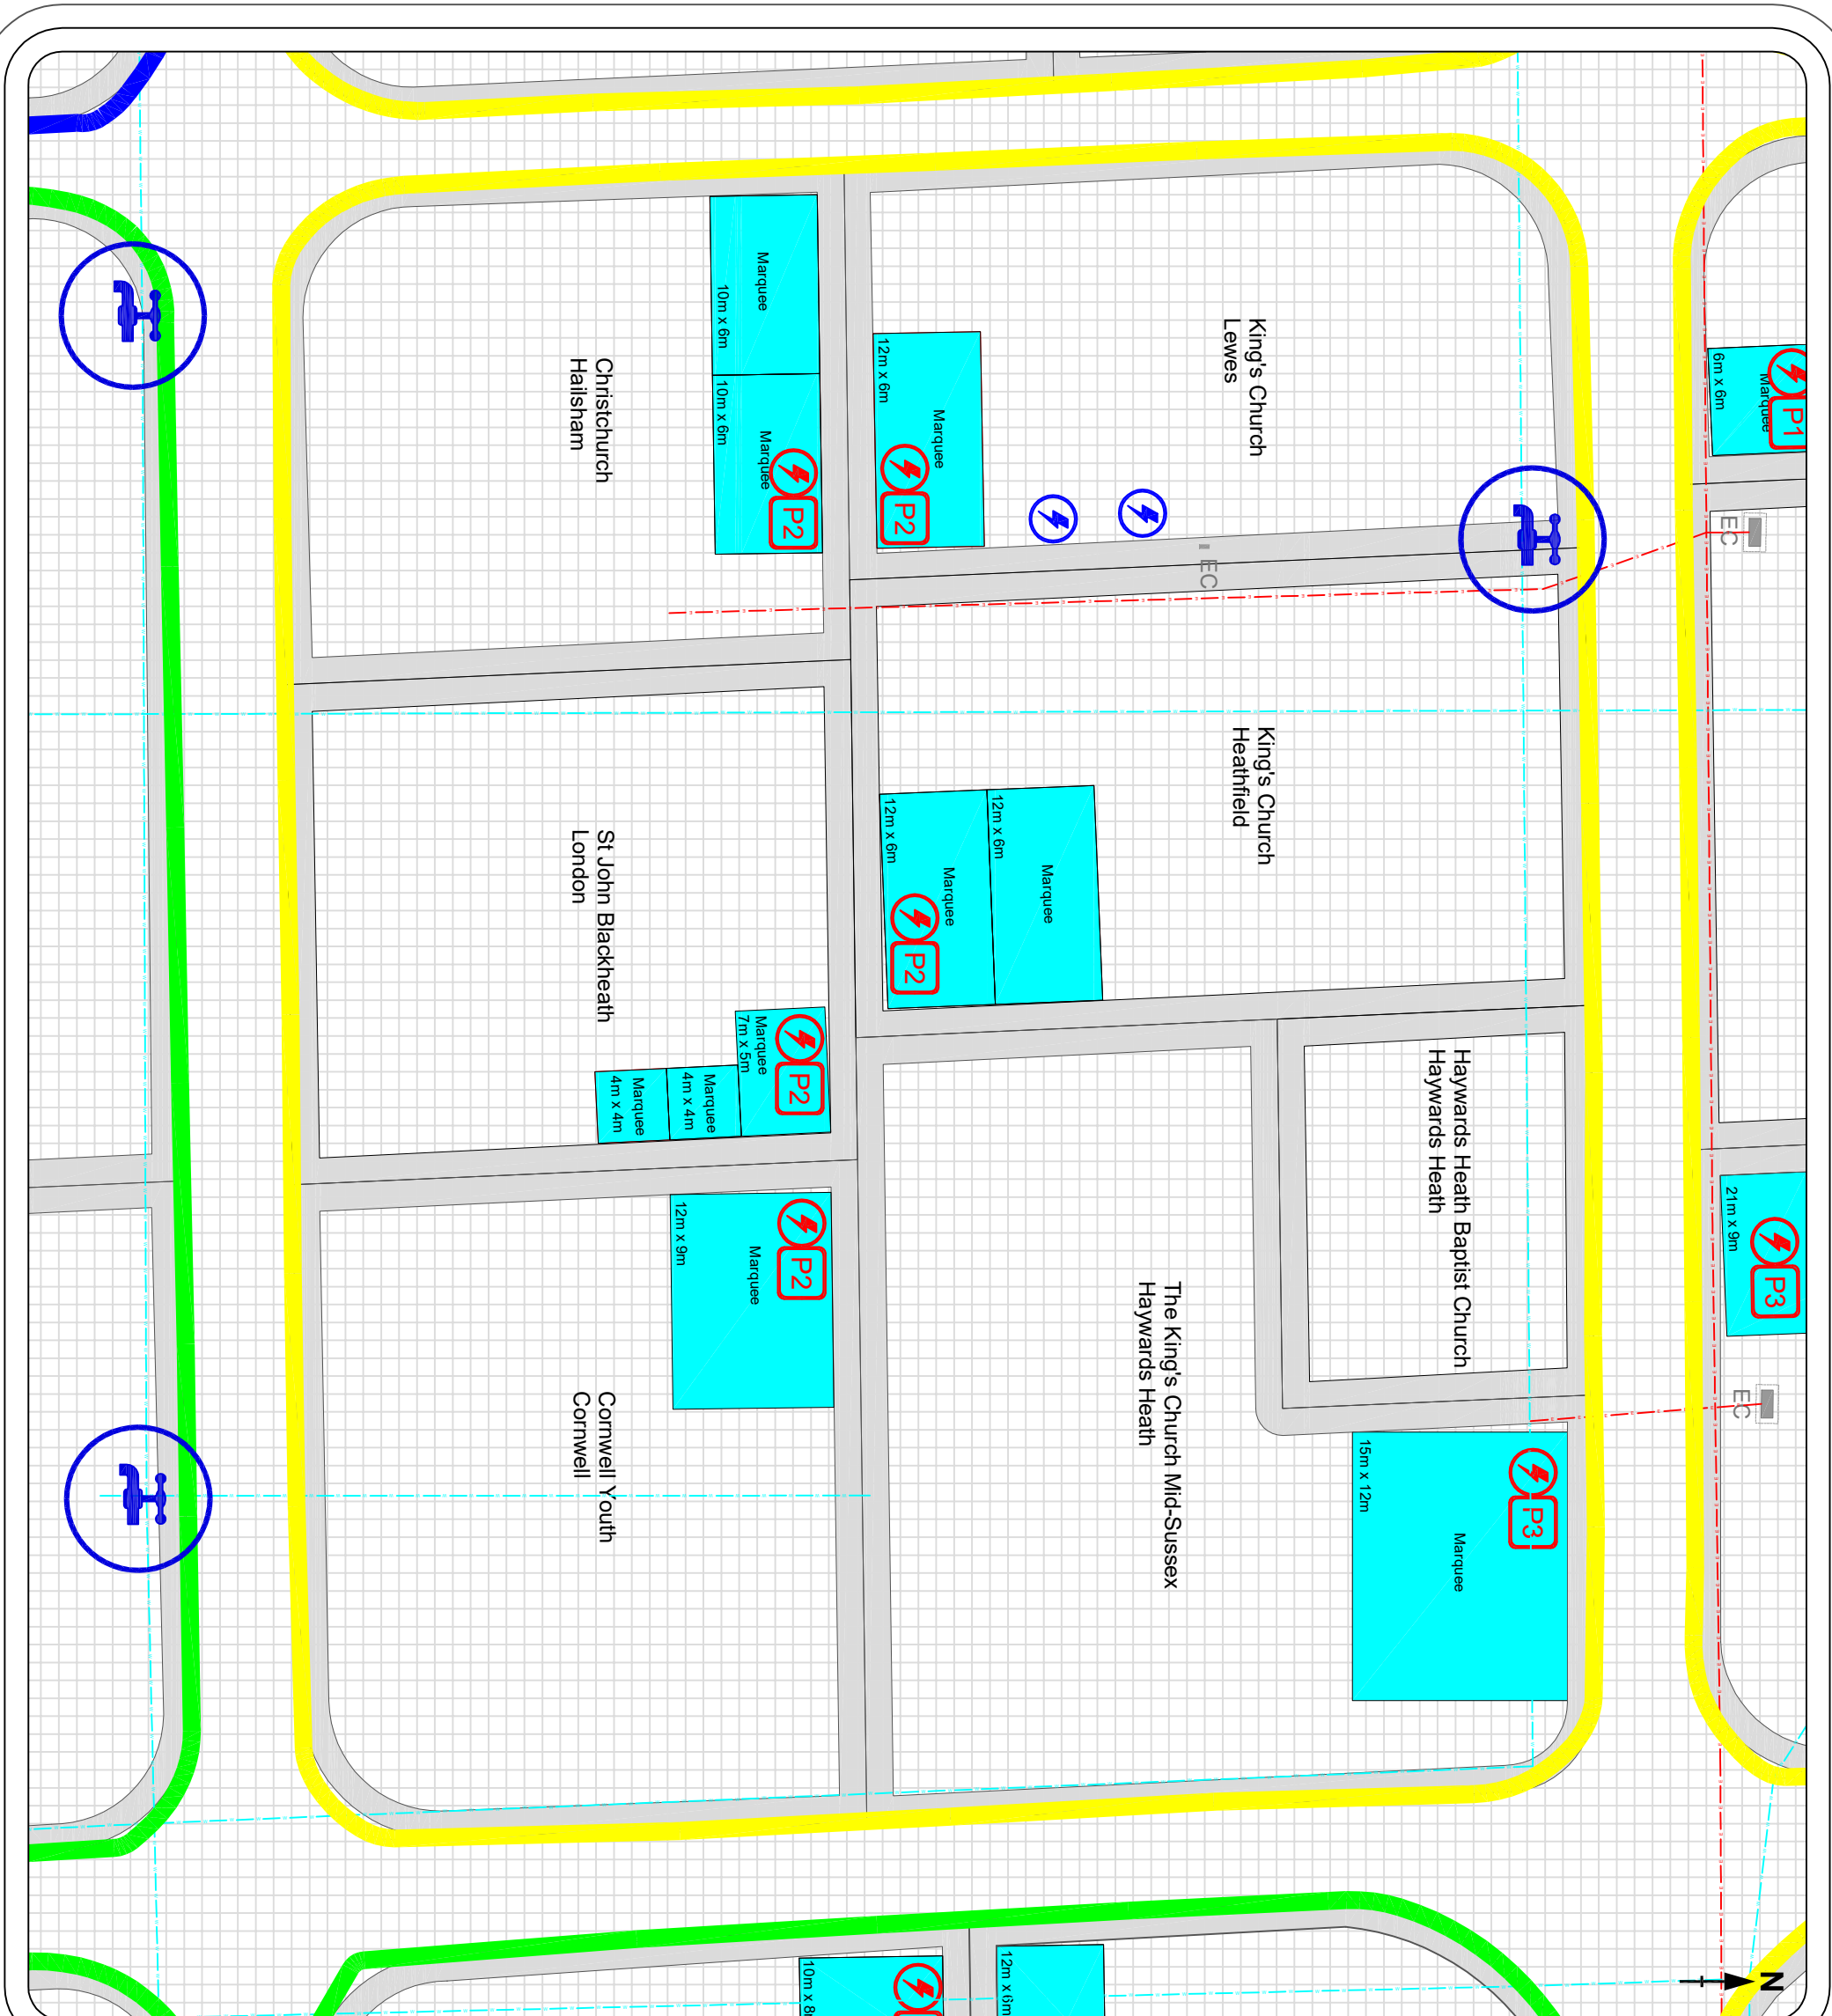 Marquee
10m x 6m
10m x 6m
Marquee
P2
Christchurch
Hailsham
12m x 6m
Marquee
P2
King's Church
Lewes
6m x 6m
Marquee
P1
EC
EC
King's Church
Heathfield
12m x 6m
Marquee
P2
12m x 6m
Marquee
St John Blackheath
London
Marquee
7m x 5m
P2
Marquee
4m x 4m
Marquee
4m x 4m
Haywards Heath Baptist Church
Haywards Heath
21m x 9m
P3
12m x 9m
Marquee
P2
The King's Church Mid-Sussex
Haywards Heath
Cornwell Youth
Cornwell
EC
15m x 12m
Marquee
P3
10m x 8
12m x 6m
N